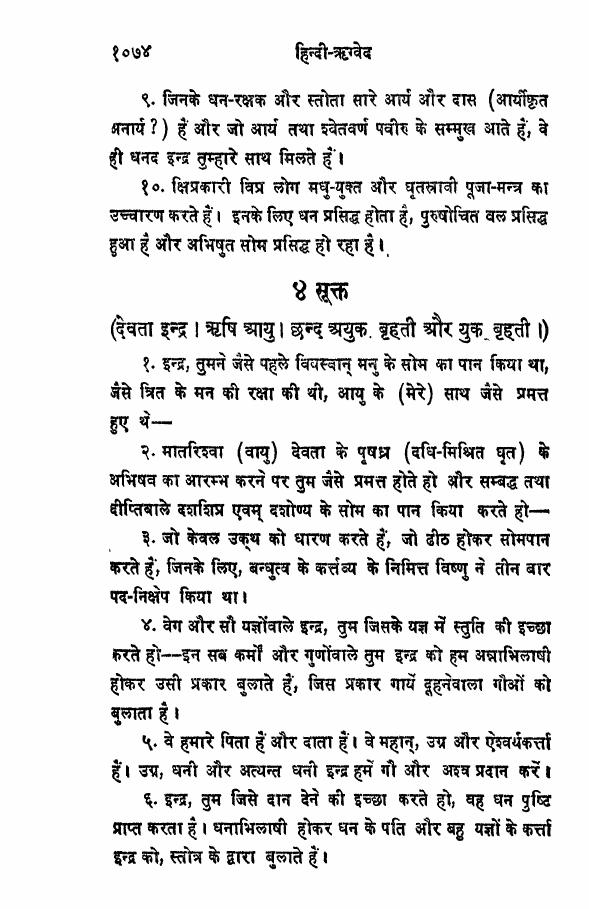 १०७४ हिन्दी-ऋग्वेद
९. जिनके धन-रक्षक और स्तोता सारे आर्य और दास (आर्यीकृत
अनार्य ?) हैं और जो आर्य तथा श्वेतवर्ण पवीरु के सम्मुख आते हैं, वे
ही धनद इन्द्र तुम्हारे साथ मिलते हैं।
१०. क्षिप्रकारी विप्र लोग मधु-युक्त और घृतस्रावी पूजा-मन्त्र का
उच्चारण करते हैं। इनके लिए धन प्रसिद्ध होता है, पुरुषोचित बल प्रसिद्ध
हुआ है और अभिषुत सोम प्रसिद्ध हो रहा है।
४ सूक्त
(देवता इन्द्र। ऋषि आयु। छन्द अयुक् बृहती और युक् बृहती।)
१. इन्द्र, तुमने जैसे पहले विवस्वान् मनु के सोम का पान किया था,
जैसे त्रित के मन की रक्षा की थी, आयु के (मेरे) साथ जैसे प्रमत्त
हुए थे—
२. मातरिश्वा (वायु) देवता के पृषध्र (दधि-मिश्रित घृत) के
अभिषव का आरम्भ करने पर तुम जैसे प्रमत्त होते हो और सम्बद्ध तथा
दीप्तिवाले दशशिप्र एवम् दशोण्य के सोम का पान किया करते हो—
३. जो केवल उक्थ को धारण करते हैं, जो ढीठ होकर सोमपान
करते हैं, जिनके लिए, बन्धुत्व के कर्त्तव्य के निमित्त विष्णु ने तीन बार
पद-निक्षेप किया था।
४. वेग और सौ यज्ञोंवाले इन्द्र, तुम जिसके यज्ञ में स्तुति की इच्छा
करते हो—इन सब कर्मों और गुणोंवाले तुम इन्द्र को हम अन्नाभिलाषी
होकर उसी प्रकार बुलाते हैं, जिस प्रकार गायें दूहनेवाला गौओं को
बुलाता है।
५. वे हमारे पिता हैं और दाता हैं। वे महान्, उग्र और ऐश्वर्यकर्त्ता
हैं। उग्र, धनी और अत्यन्त धनी इन्द्र हमें गौ और अश्व प्रदान करें।
६. इन्द्र, तुम जिसे दान देने की इच्छा करते हो, वह धन पुष्टि
प्राप्त करता है। धनाभिलाषी होकर धन के पति और बहु यज्ञों के कर्त्ता
इन्द्र को, स्तोत्र के द्वारा बुलाते हैं।